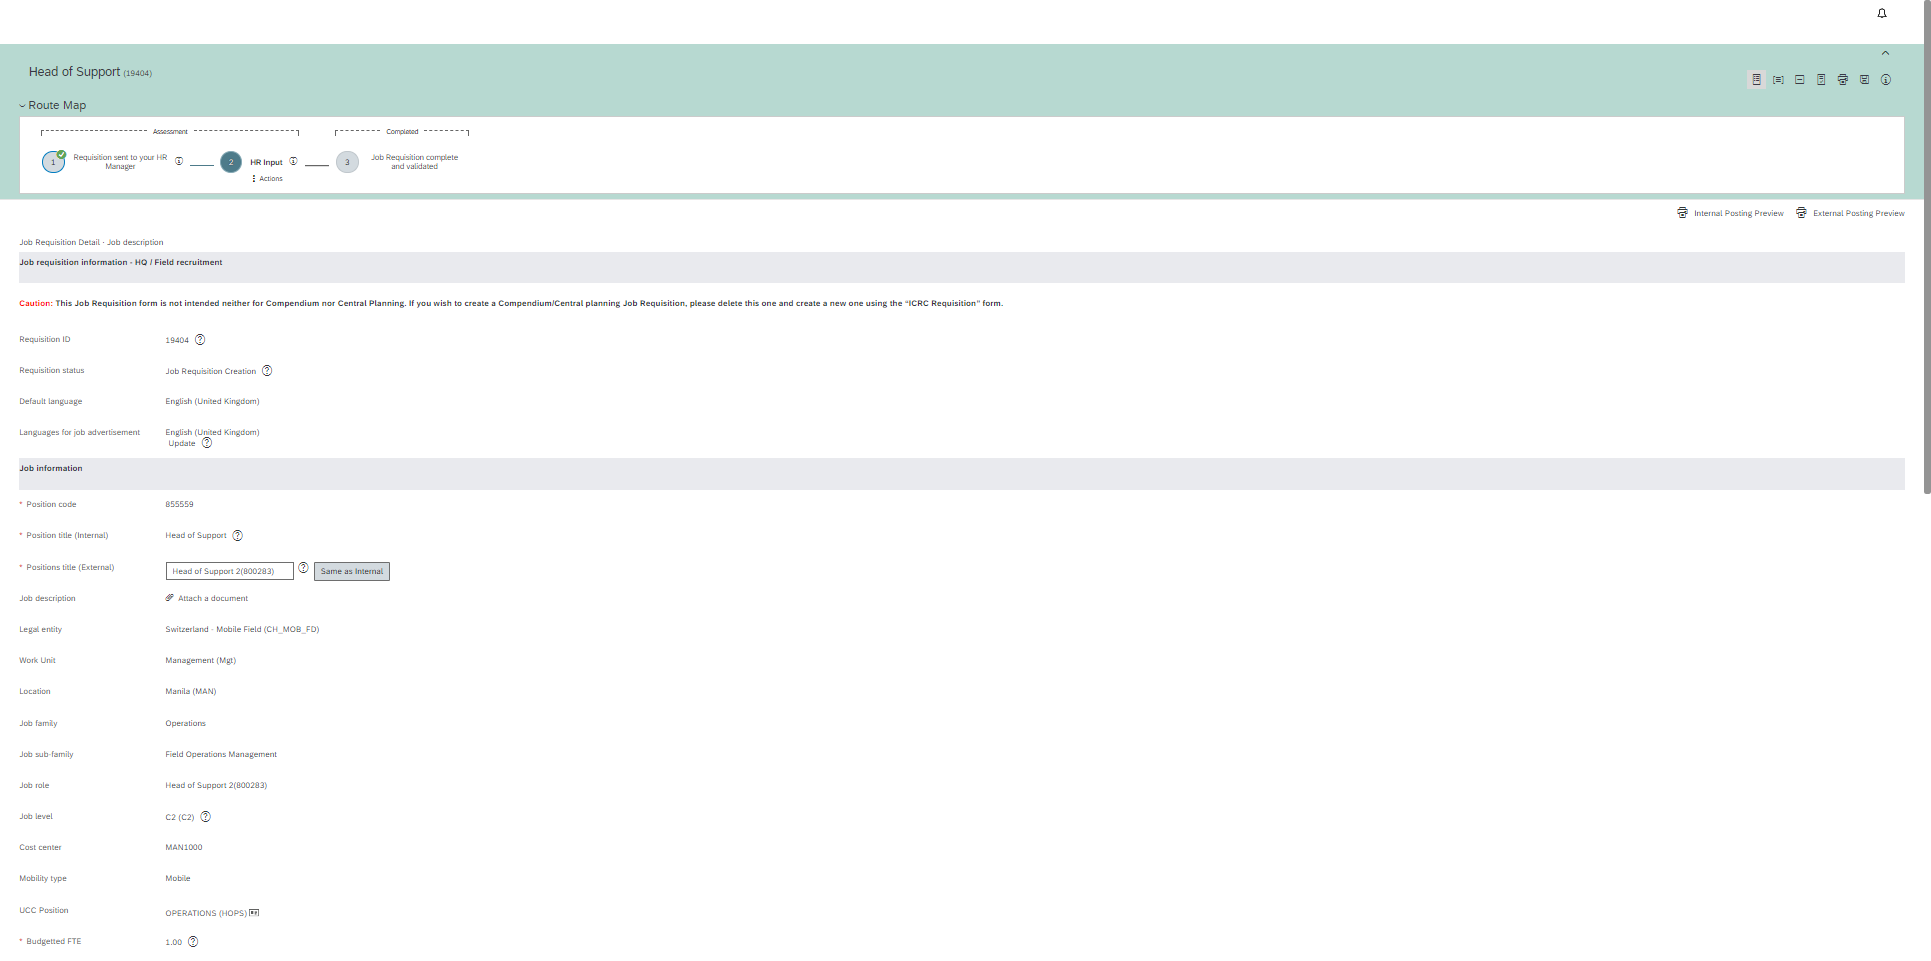 Head of Support (19404)
Route Map
Assessment
Completed
1
Requisition sent to your HR
Manager
2
HR Input
Actions
3
Job Requisition complete
and validated
Internal Posting Preview
External Posting Preview
Job Requisition Detail - Job description
Job requisition information - HQ / Field recruitment
Caution: This Job Requisition form is not intended neither for Compendium nor Central Planning. If you wish to create a Compendium/Central planning Job Requisition, please delete this one and create a new one using the "ICRC Requisition" form.
Requisition ID 19404
Requisition status Job Requisition Creation
Default language English (United Kingdom)
Languages for job advertisement English (United Kingdom)
Update
Job information
* Position code 855559
* Position title (Internal) Head of Support
* Positions title (External) Head of Support 2(800283) Same as Internal
Job description Attach a document
Legal entity Switzerland - Mobile Field (CH_MOB_FD)
Work Unit Management (Mgt)
Location Manila (MAN)
Job family Operations
Job sub-family Field Operations Management
Job role Head of Support 2(800283)
Job level C2 (C2)
Cost center MAN1000
Mobility type Mobile
UCC Position OPERATIONS (HOPS)
* Budgetted FTE 1.00